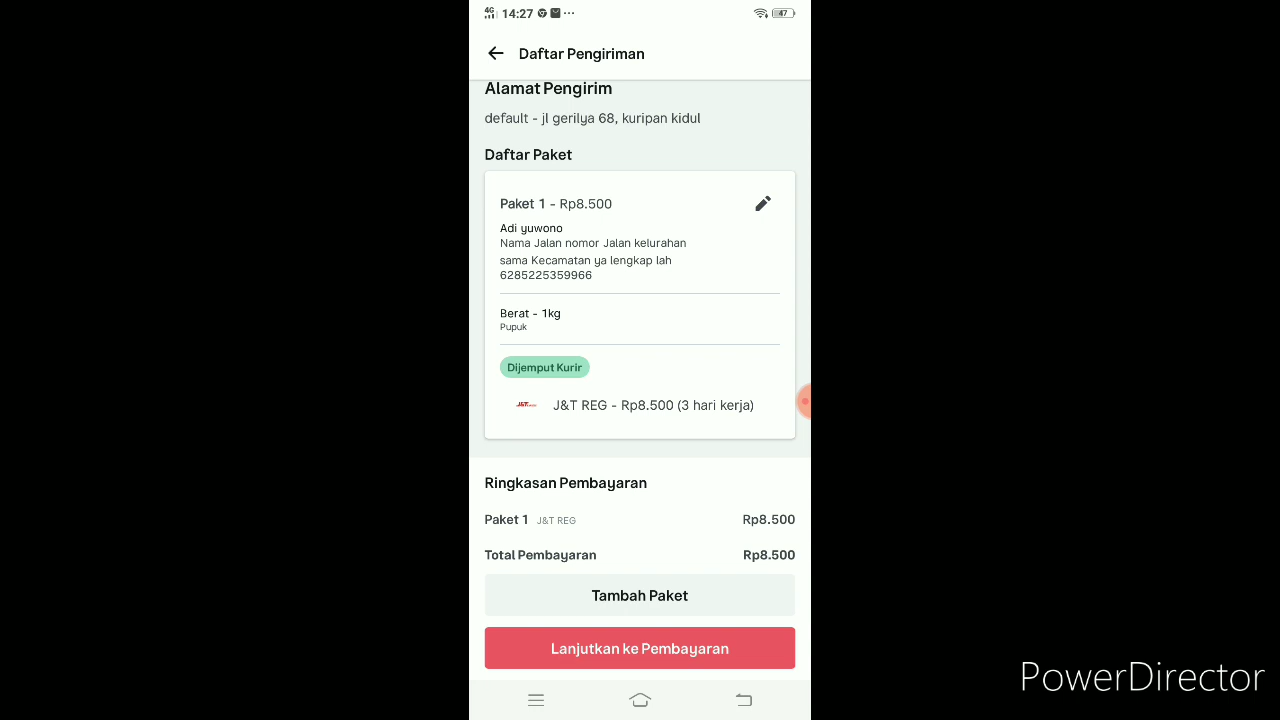 4G 14:27 47
Daftar Pengiriman
Alamat Pengirim
default - jl gerilya 68, kuripan kidul
Daftar Paket
Paket 1 - Rp8.500
Adi yuwono
Nama Jalan nomor Jalan kelurahan
sama Kecamatan ya lengkap lah
6285225359966
Berat - 1kg
Pupuk
Dijemput Kurir
J&T J&T REG - Rp8.500 (3 hari kerja)
Ringkasan Pembayaran
Paket 1 J&T REG Rp8.500
Total Pembayaran Rp8.500
Tambah Paket
Lanjutkan ke Pembayaran
PowerDirector